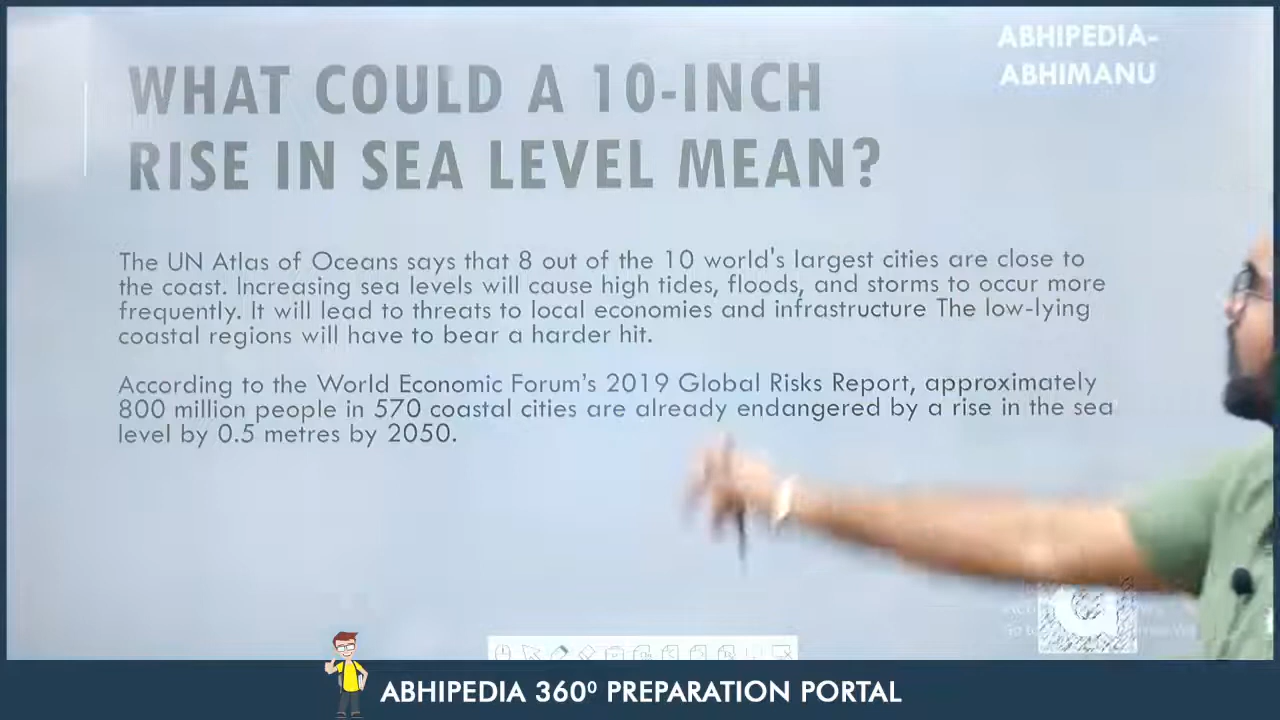 ABHIPEDIA-
ABHIMANU
WHAT COULD A 10-INCH
RISE IN SEA LEVEL MEAN?
The UN Atlas of Oceans says that 8 out of the 10 world's largest cities are close to
the coast. Increasing sea levels will cause high tides, floods, and storms to occur more
frequently. It will lead to threats to local economies and infrastructure The low-lying
coastal regions will have to bear a harder hit.
According to the World Economic Forum's 2019 Global Risks Report, approximately
800 million people in 570 coastal cities are already endangered by a rise in the sea
level by 0.5 metres by 2050.
ABHIPEDIA 360⁰ PREPARATION PORTAL